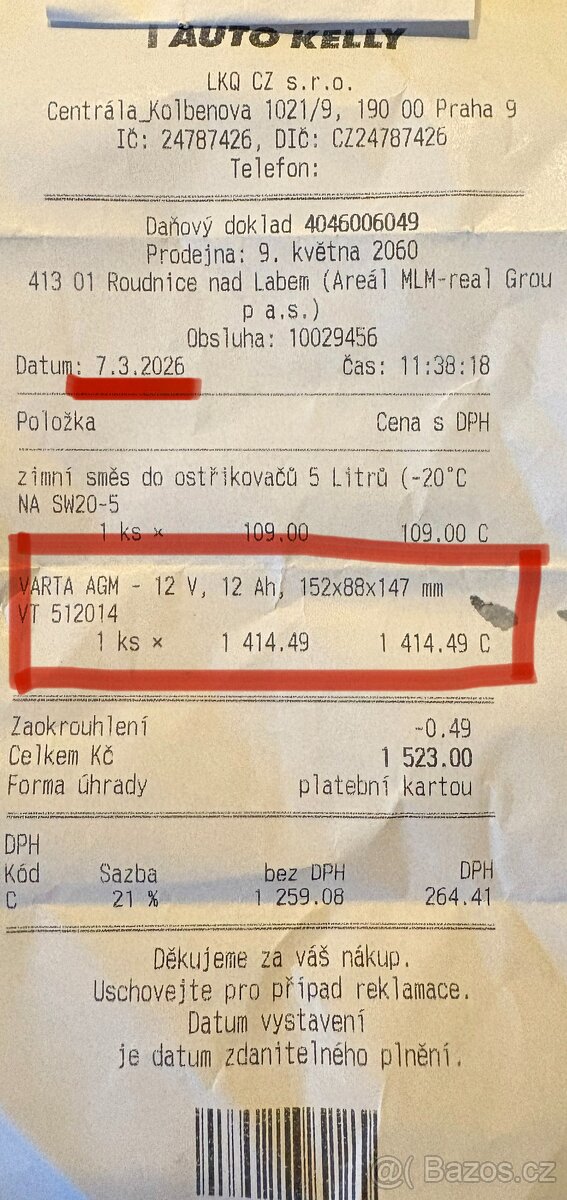 AUTO KELLY
LKQ CZ s.r.o.
Centrála_Kolbenova 1021/9, 190 00 Praha 9
IČ: 24787426, DIČ: CZ24787426
Telefon:
Daňový doklad 4046006049
Prodejna: 9. května 2060
413 01 Roudnice nad Labem (Areál MLM-real Grou
p a.s.)
Obsluha: 10029456
Datum: 7.3.2026 Čas: 11:38:18
Položka Cena s DPH
zimní směs do ostřikovačů 5 Litrů (-20°C
NA SW20-5
1 ks × 109.00 109.00 C
VARTA AGM - 12 V, 12 Ah, 152x88x147 mm
VT 512014
1 ks × 1 414.49 1 414.49 C
Zaokrouhlení -0.49
Celkem Kč 1 523.00
Forma úhrady platební kartou
DPH
Kód Sazba bez DPH DPH
C 21 % 1 259.08 264.41
Děkujeme za váš nákup.
Uschovejte pro případ reklamace.
Datum vystavení
je datum zdanitelného plnění.
Bazos.cz